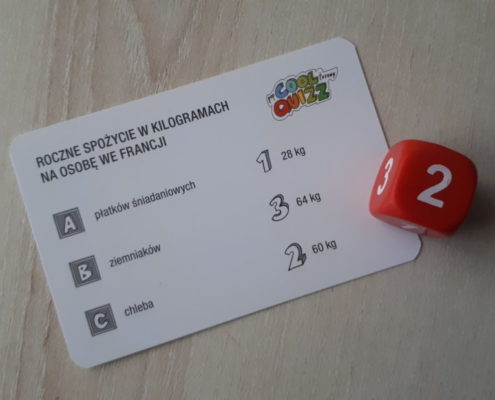 COOL
QUIZZ
ROCZNE SPOŻYCIE W KILOGRAMACH
NA OSOBĘ WE FRANCJI
A płatków śniadaniowych 1 28 kg
B ziemniaków 3 64 kg
C chleba 2 60 kg
3 2